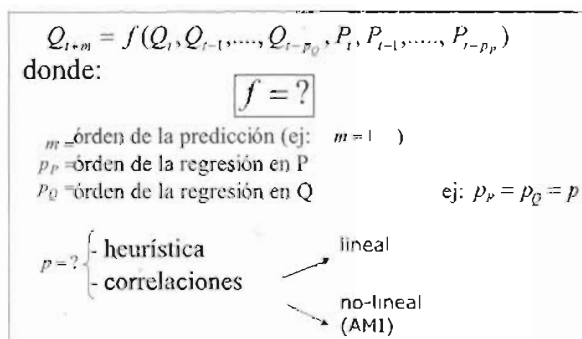 Q_{t+m} = f(Q_t, Q_{t-1}, ...., Q_{t-p_Q}, P_t, P_{t-1}, ....., P_{t-p_P})
donde:
f = ?
m = órden de la predicción (ej: m = 1 )
p_P = órden de la regresión en P
p_Q = órden de la regresión en Q ej: p_P = p_Q = p
- heurística
p = ? { - correlaciones
lineal
no-lineal
(AMI)